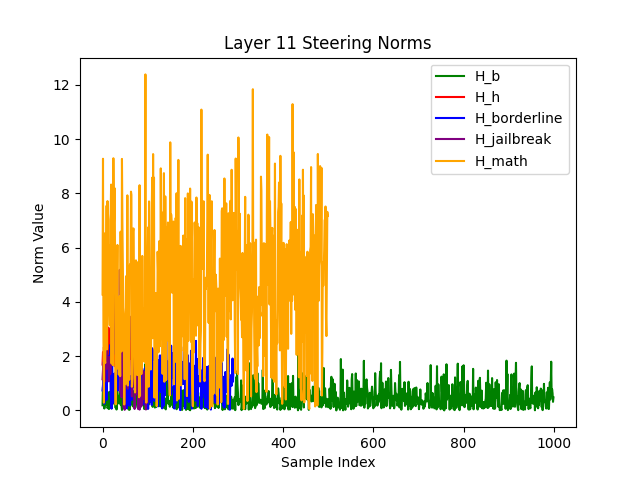 Layer 11 Steering Norms
H_b
H_h
H_borderline
H_jailbreak
H_math
Norm Value
12
10
8
6
4
2
0
0 200 400 600 800 1000
Sample Index